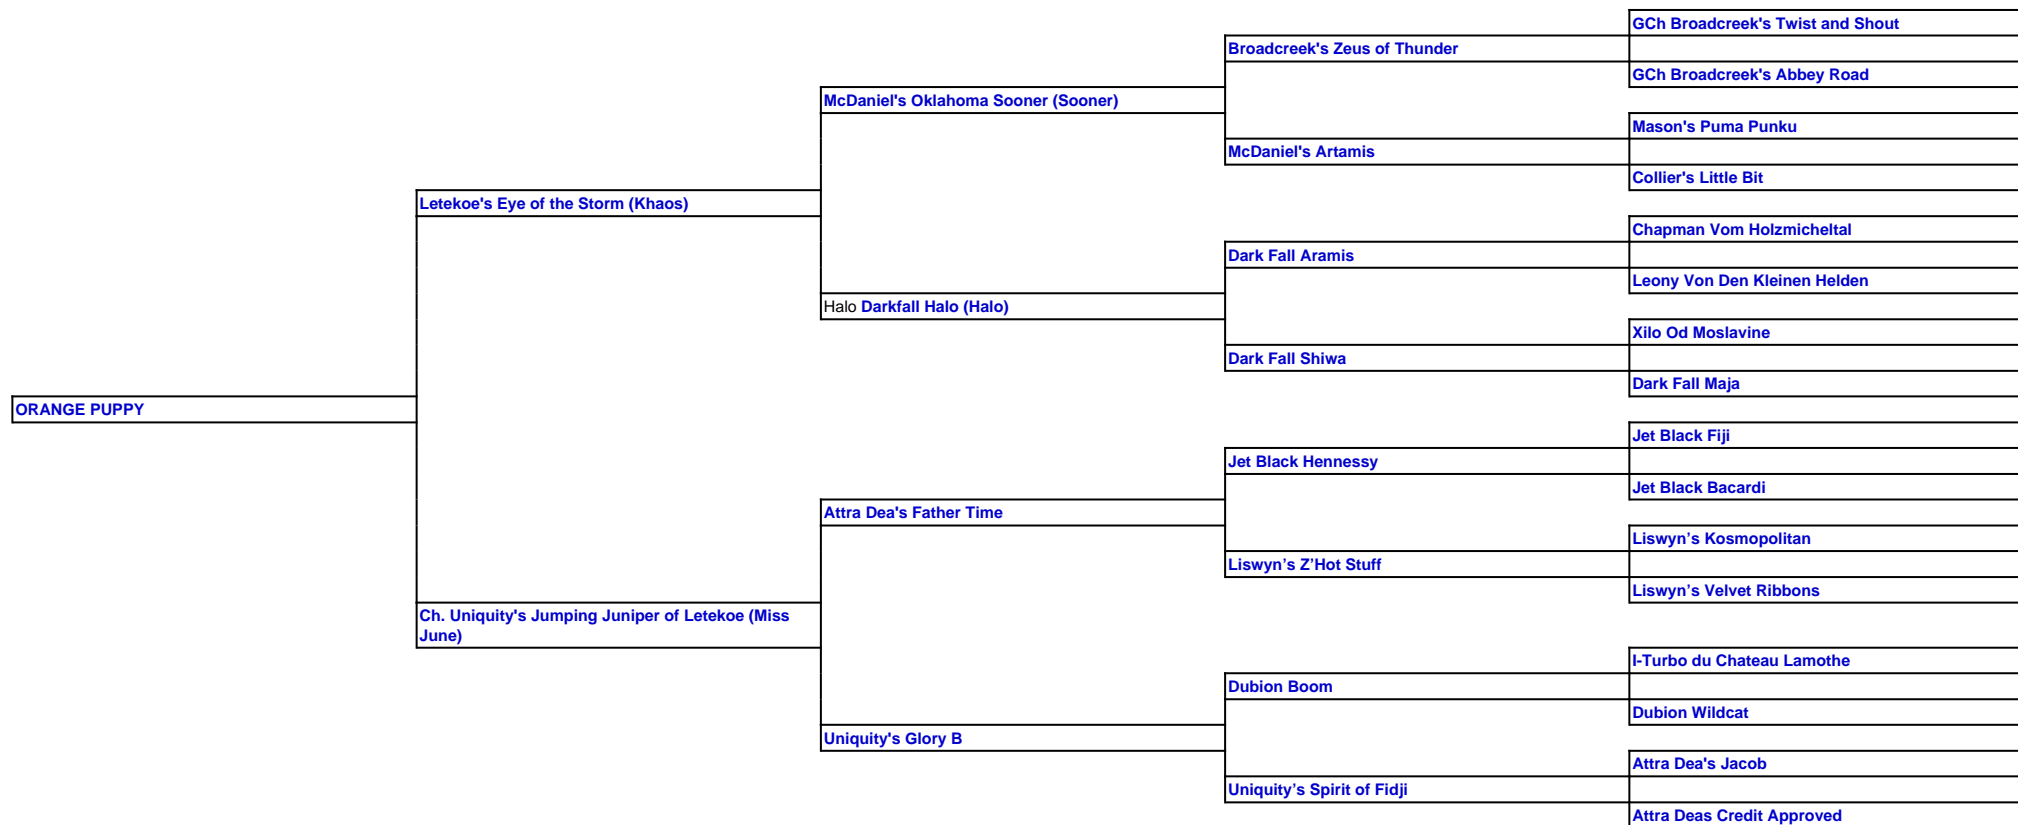 GCh Broadcreek's Twist and Shout
Broadcreek's Zeus of Thunder
GCh Broadcreek's Abbey Road
McDaniel's Oklahoma Sooner (Sooner)
Mason's Puma Punku
McDaniel's Artamis
Collier's Little Bit
Letekoe's Eye of the Storm (Khaos)
Chapman Vom Holzmicheltal
Dark Fall Aramis
Leony Von Den Kleinen Helden
Halo Darkfall Halo (Halo)
Xilo Od Moslavine
Dark Fall Shiwa
Dark Fall Maja
ORANGE PUPPY
Jet Black Fiji
Jet Black Hennessy
Jet Black Bacardi
Attra Dea's Father Time
Liswyn’s Kosmopolitan
Liswyn’s Z’Hot Stuff
Liswyn’s Velvet Ribbons
Ch. Uniquity's Jumping Juniper of Letekoe (Miss
June)
I-Turbo du Chateau Lamothe
Dubion Boom
Dubion Wildcat
Uniquity's Glory B
Attra Dea's Jacob
Uniquity’s Spirit of Fidji
Attra Deas Credit Approved